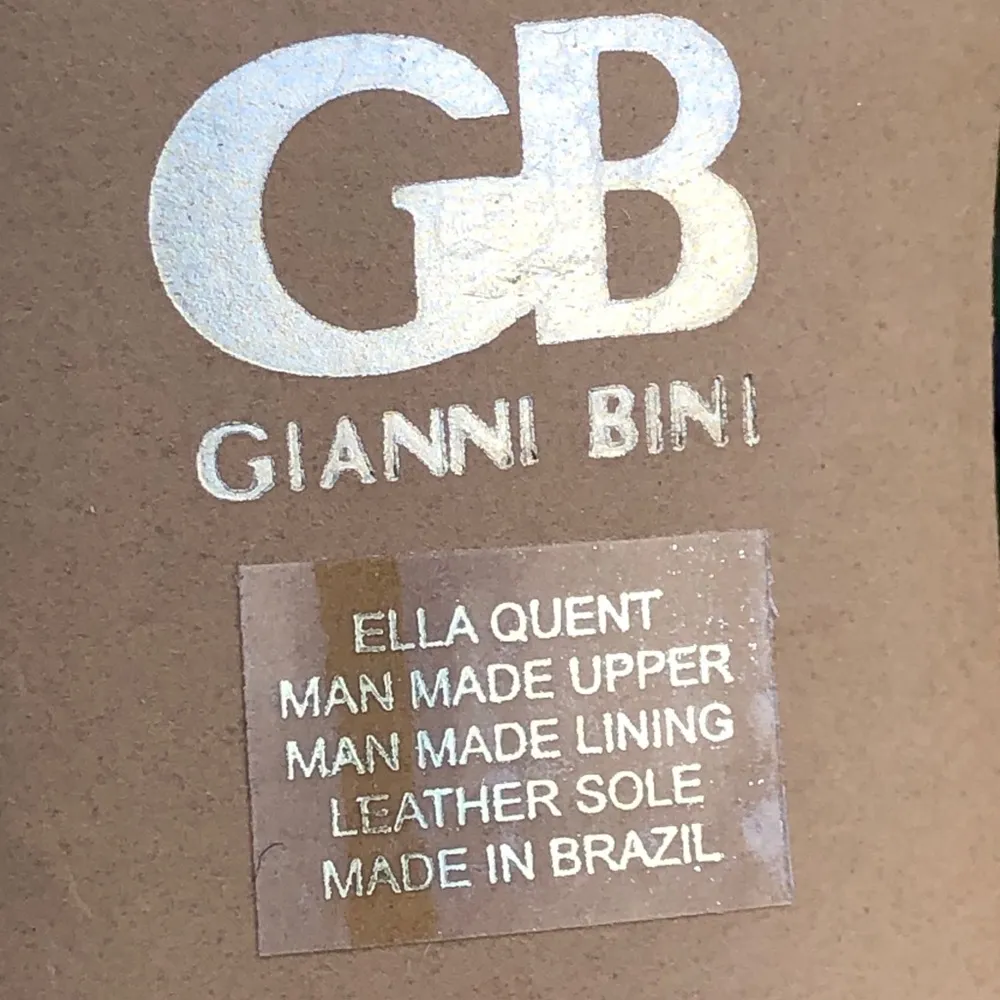 GB
GIANNI BINI
ELLA QUENT
MAN MADE UPPER
MAN MADE LINING
LEATHER SOLE
MADE IN BRAZIL